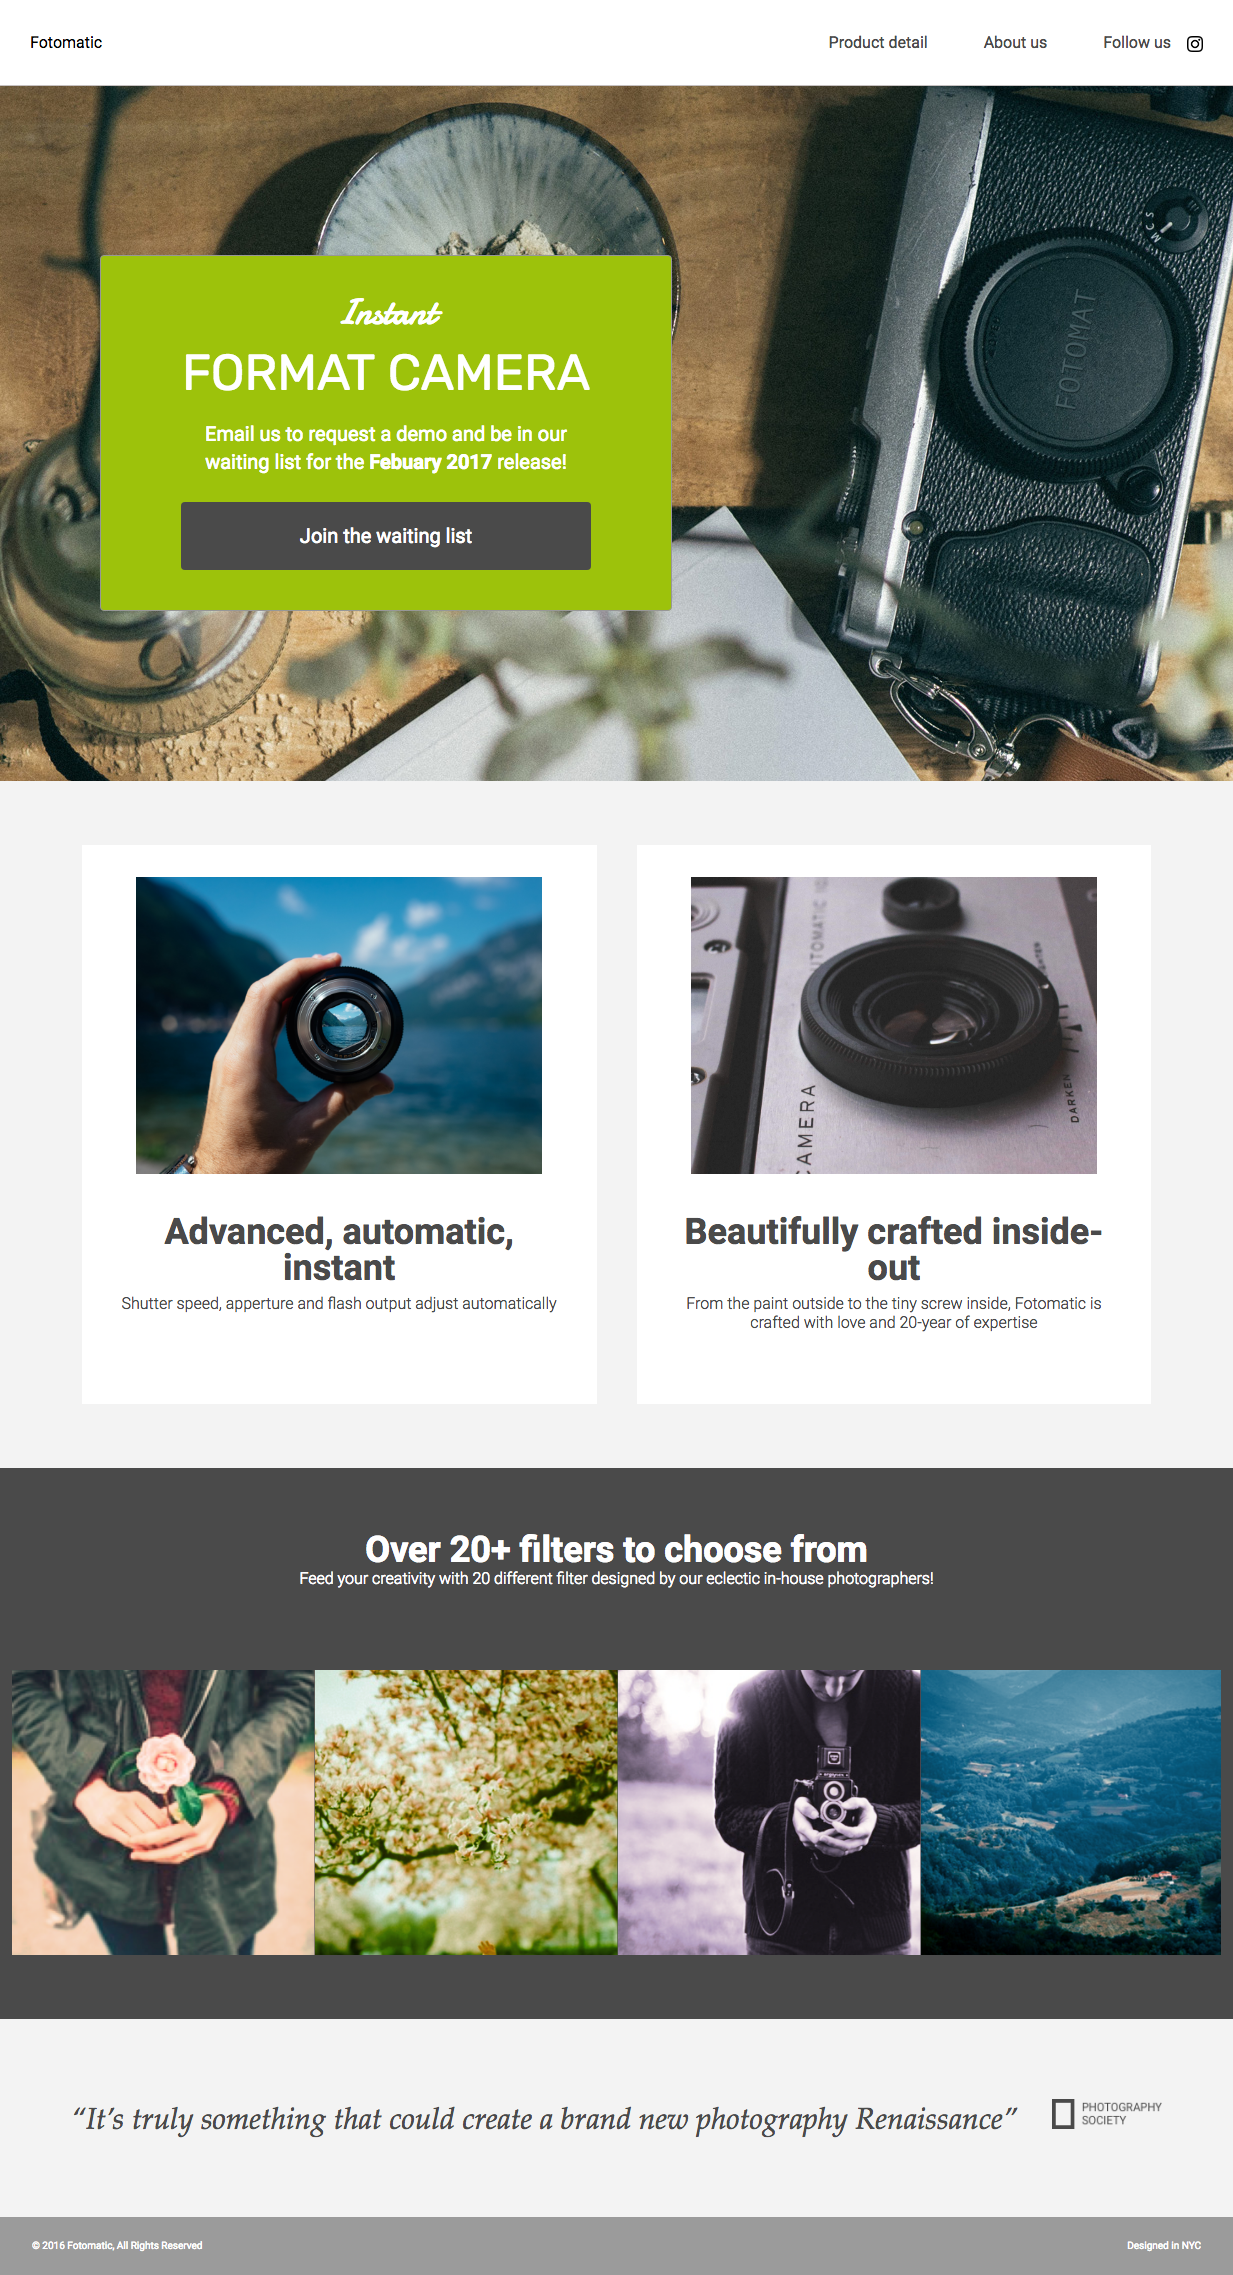 Fotomatic
Product detail
About us
Follow us
MCS
FOTOMAT
Instant
FORMAT CAMERA
Email us to request a demo and be in our
waiting list for the Febuary 2017 release!
Join the waiting list
CAMERA
DARKEN
Advanced, automatic,
instant
Shutter speed, apperture and flash output adjust automatically
Beautifully crafted inside-
out
From the paint outside to the tiny screw inside, Fotomatic is
crafted with love and 20-year of expertise
Over 20+ filters to choose from
Feed your creativity with 20 different filter designed by our eclectic in-house photographers!
“It’s truly something that could create a brand new photography Renaissance”
PHOTOGRAPHY
SOCIETY
© 2016 Fotomatic, All Rights Reserved
Designed in NYC